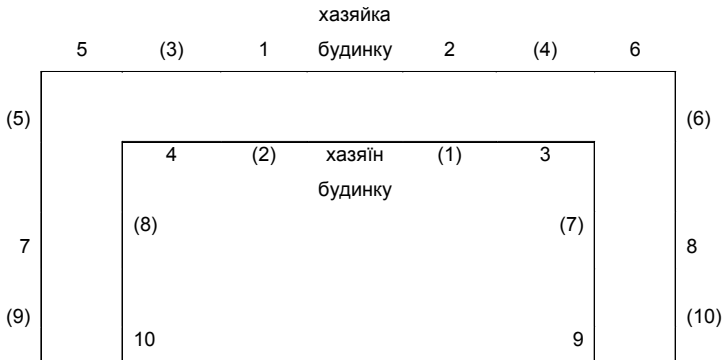 хазяйка
5 (3) 1 будинку 2 (4) 6
(5) (6)
4 (2) хазяїн (1) 3
будинку
(8) (7)
7 8
(9) (10)
10 9